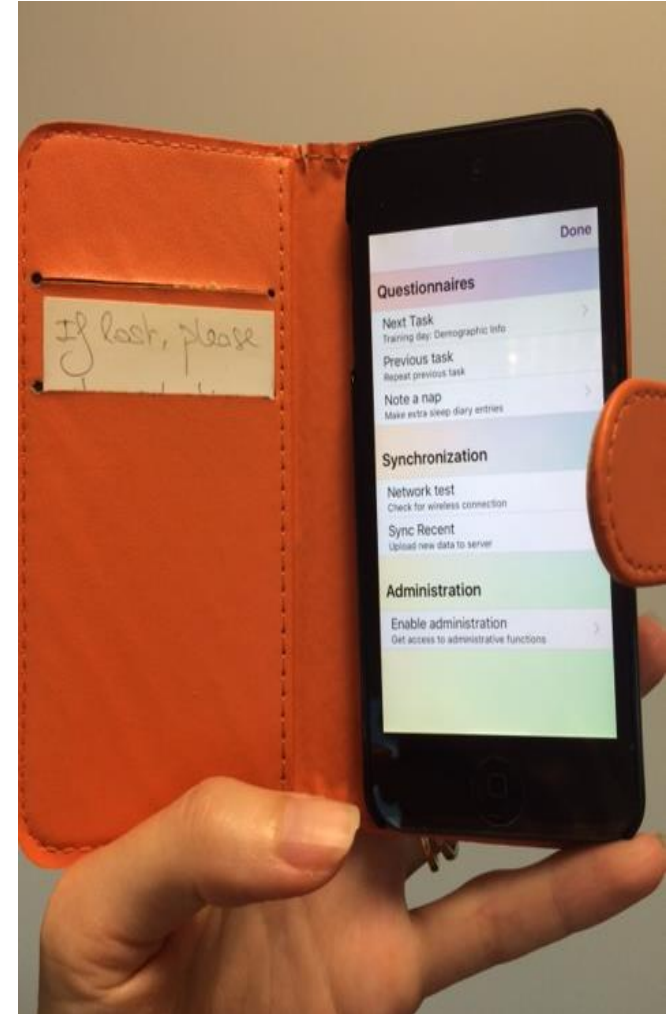 If lost, please
Done
Questionnaires
Next Task
Training day: Demographic Info
Previous task
Repeat previous task
Note a nap
Make extra sleep diary entries
Synchronization
Network test
Check for wireless connection
Sync Recent
Upload new data to server
Administration
Enable administration
Get access to administrative functions